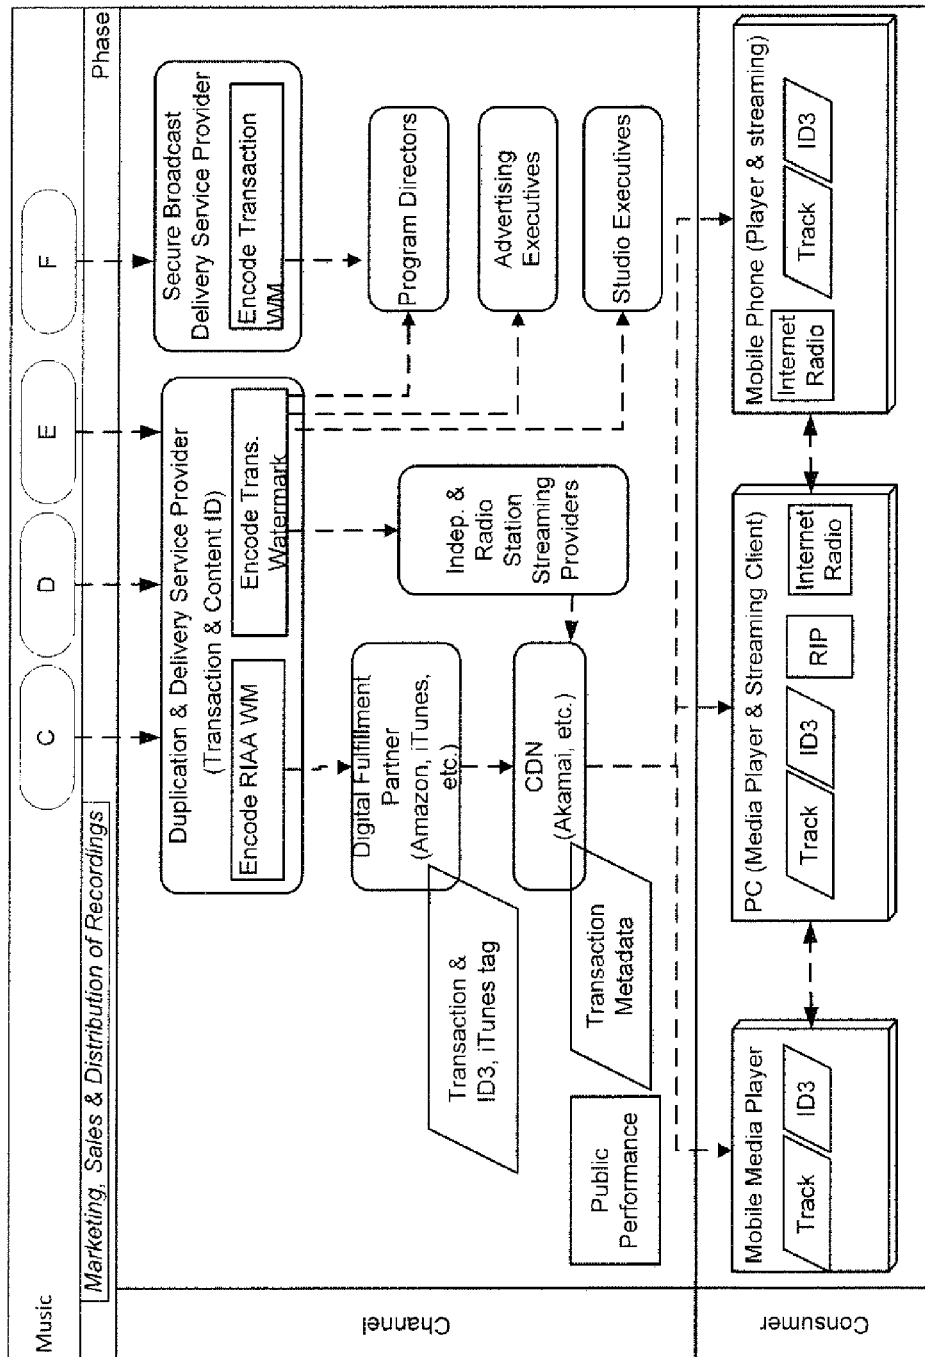 Music
C
D
E
F
Marketing, Sales & Distribution of Recordings
Phase
Channel
Duplication & Delivery Service Provider
(Transaction & Content ID)
Encode RIAA WM
Encode Trans.
Watermark
Secure Broadcast
Delivery Service Provider
Encode Transaction
WM
Digital Fulfillment
Partner
(Amazon, iTunes,
etc.)
Transaction &
ID3, iTunes tag
Indep. &
Radio
Station
Streaming
Providers
Program Directors
Advertising
Executives
Studio Executives
CDN
(Akamai, etc.)
Transaction
Metadata
Public
Performance
Consumer
Mobile Media Player
Track
ID3
PC (Media Player & Streaming Client)
Track
ID3
RIP
Internet
Radio
Mobile Phone (Player & streaming)
Internet
Radio
Track
ID3